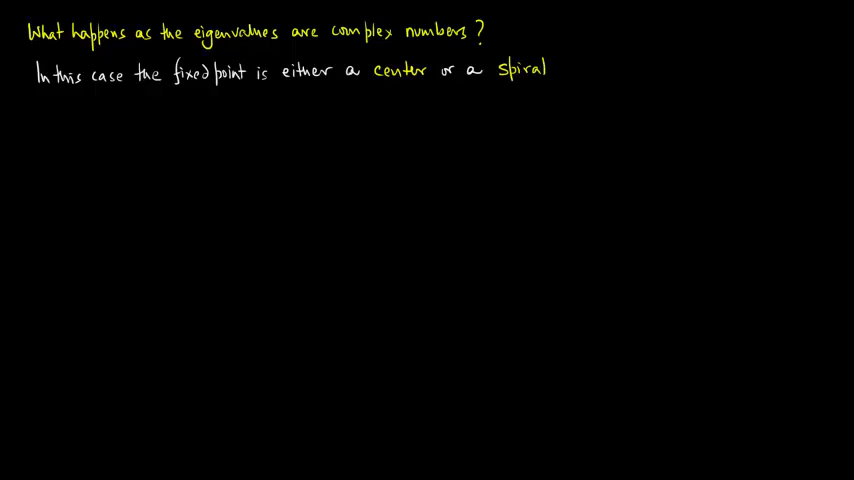 What happens as the eigenvalues are complex numbers?
In this case the fixed point is either a center or a spiral